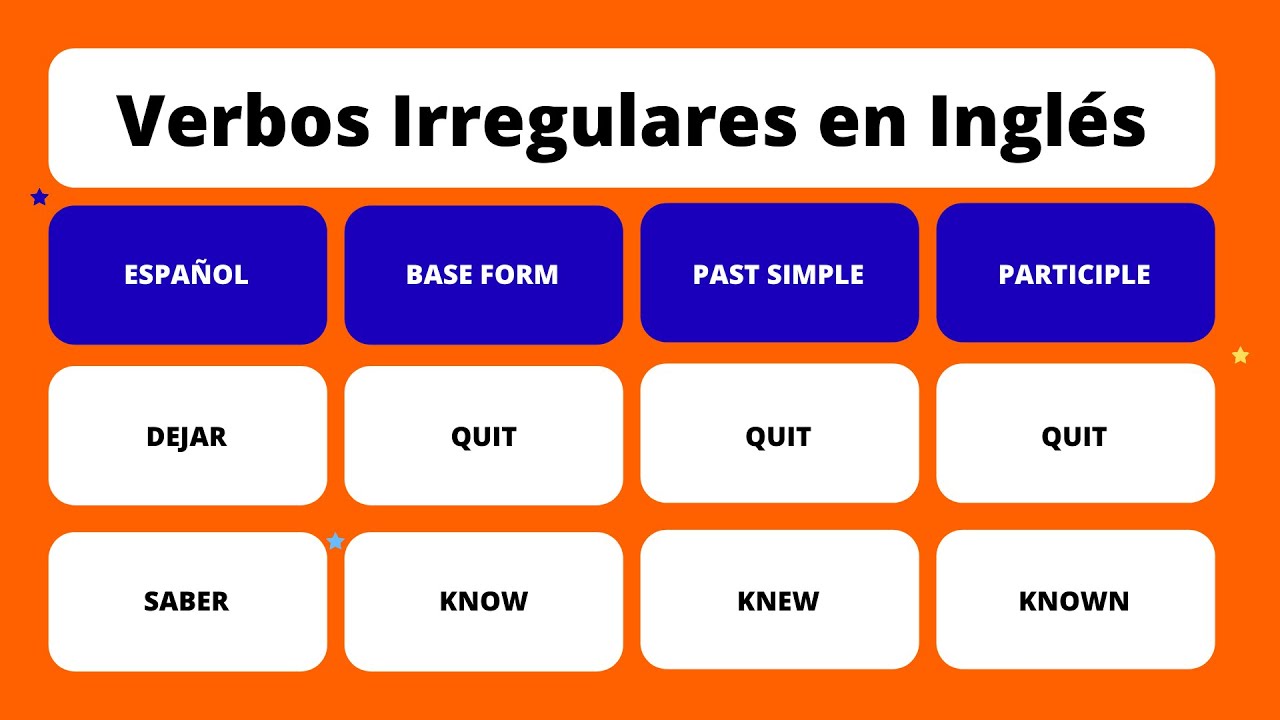 Verbos Irregulares en Inglés
ESPAÑOL BASE FORM PAST SIMPLE PARTICIPLE
DEJAR QUIT QUIT QUIT
SABER KNOW KNEW KNOWN